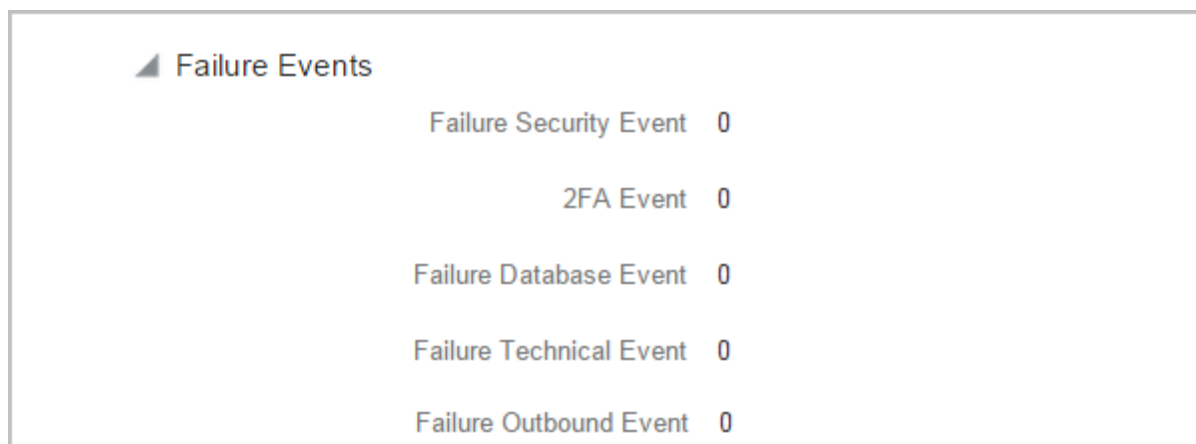 Failure Events
Failure Security Event 0
2FA Event 0
Failure Database Event 0
Failure Technical Event 0
Failure Outbound Event 0